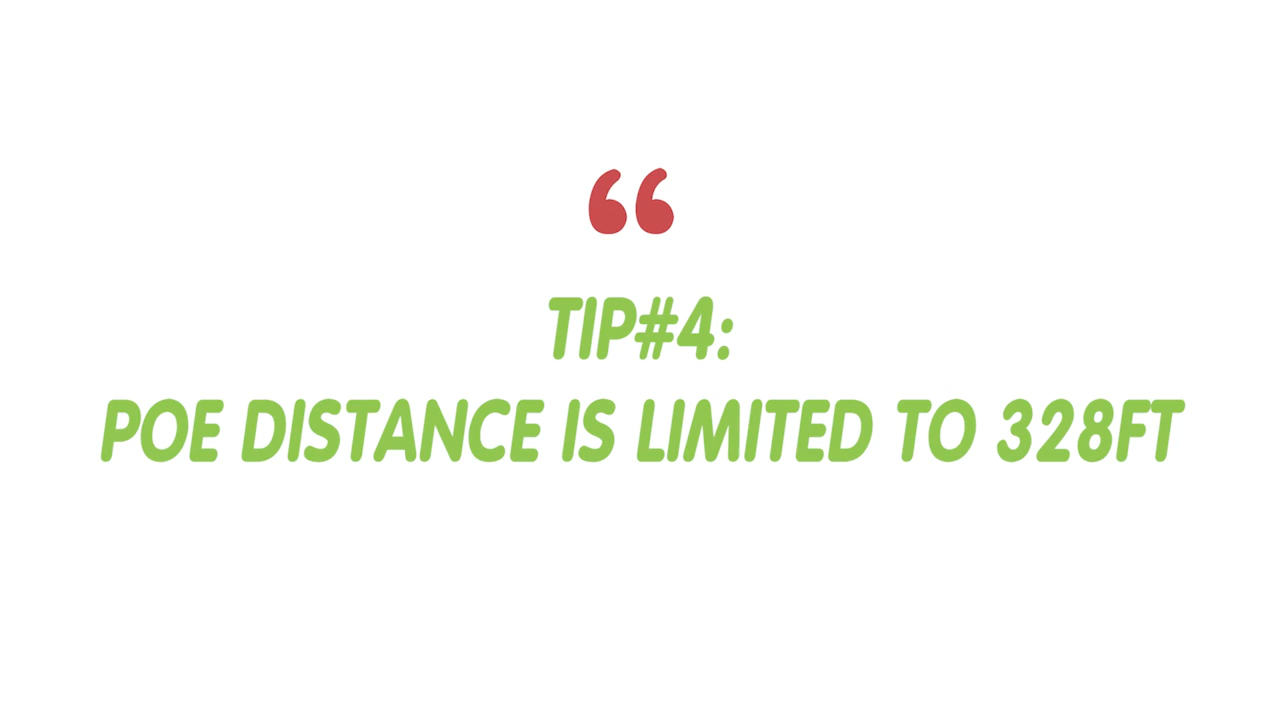 “
TIP#4:
POE DISTANCE IS LIMITED TO 328FT